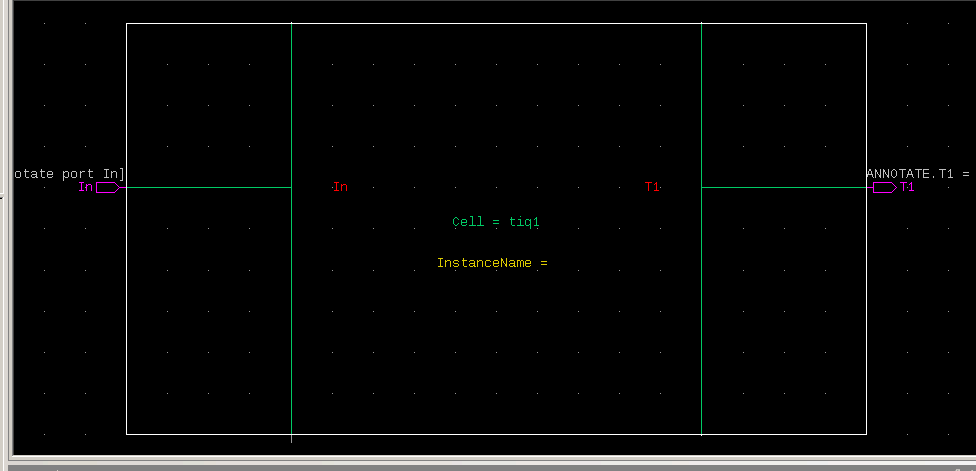 otate port In]
ANNOTATE.T1 =
In
In
T1
T1
Cell = tiq1
InstanceName =